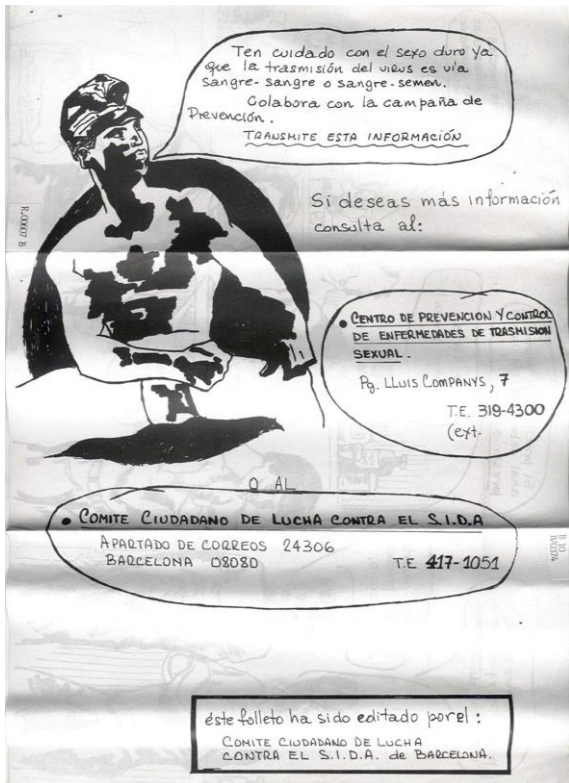 Ten cuidado con el sexo duro ya
que la trasmisión del virus es vía
sangre-sangre o sangre-semen.
Colabora con la campaña de
Prevención.
TRANSMITE ESTA INFORMACIÓN
Si deseas más información
consulta al:
R.00607 B
• CENTRO DE PREVENCION Y CONTROL
DE ENFERMEDADES DE TRASMISION
SEXUAL.
Pg. LLUIS COMPANYS, 7
T.E. 319-4300
(ext.
O AL
• COMITE CIUDADANO DE LUCHA CONTRA EL S.I.D.A
APARTADO DE CORREOS 24306
BARCELONA 08080
T.E 417-1051
éste folleto ha sido editado por el :
COMITE CIUDADANO DE LUCHA
CONTRA EL S.I.D.A. de BARCELONA.